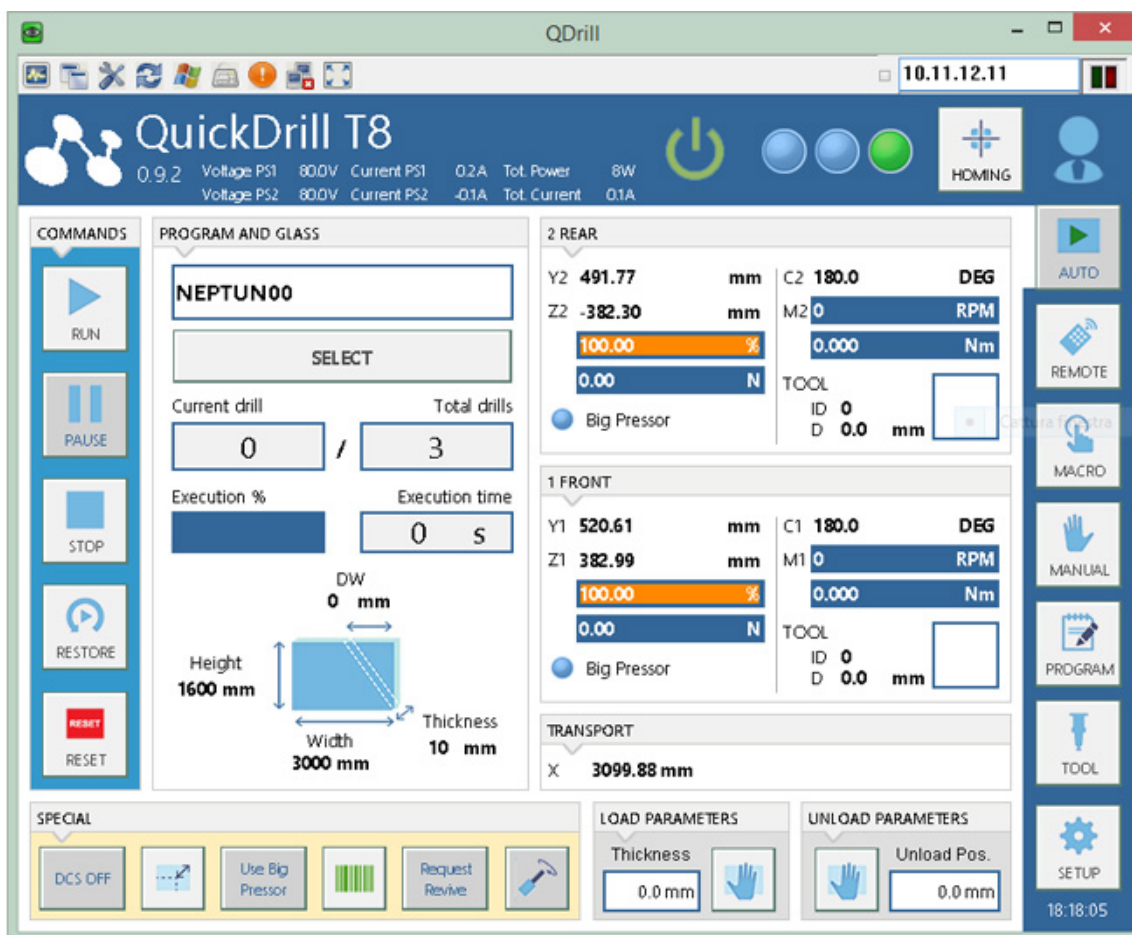 QDrill
10.11.12.11
QuickDrill T8
0.9.2 Voltage PS1 80.0V Current PS1 0.2A Tot. Power 8W
Voltage PS2 80.0V Current PS2 -0.1A Tot. Current 0.1A
HOMING
COMMANDS
RUN
PAUSE
STOP
RESTORE
RESET
RESET
PROGRAM AND GLASS
NEPTUN00
SELECT
Current drill Total drills
0 / 3
Execution % Execution time
0 s
DW
0 mm
Height
1600 mm
Width
3000 mm
Thickness
10 mm
2 REAR
Y2 491.77 mm C2 180.0 DEG
Z2 -382.30 mm M2 0 RPM
100.00 % 0.000 Nm
0.00 N TOOL
Big Pressor ID 0
D 0.0 mm
1 FRONT
Y1 520.61 mm C1 180.0 DEG
Z1 382.99 mm M1 0 RPM
100.00 % 0.000 Nm
0.00 N TOOL
Big Pressor ID 0
D 0.0 mm
TRANSPORT
X 3099.88 mm
AUTO
REMOTE
Cattura finestra
MACRO
MANUAL
PROGRAM
TOOL
SETUP
18:18:05
SPECIAL
DCS OFF
Use Big
Pressor
Request
Revive
LOAD PARAMETERS
Thickness
0.0 mm
UNLOAD PARAMETERS
Unload Pos.
0.0 mm